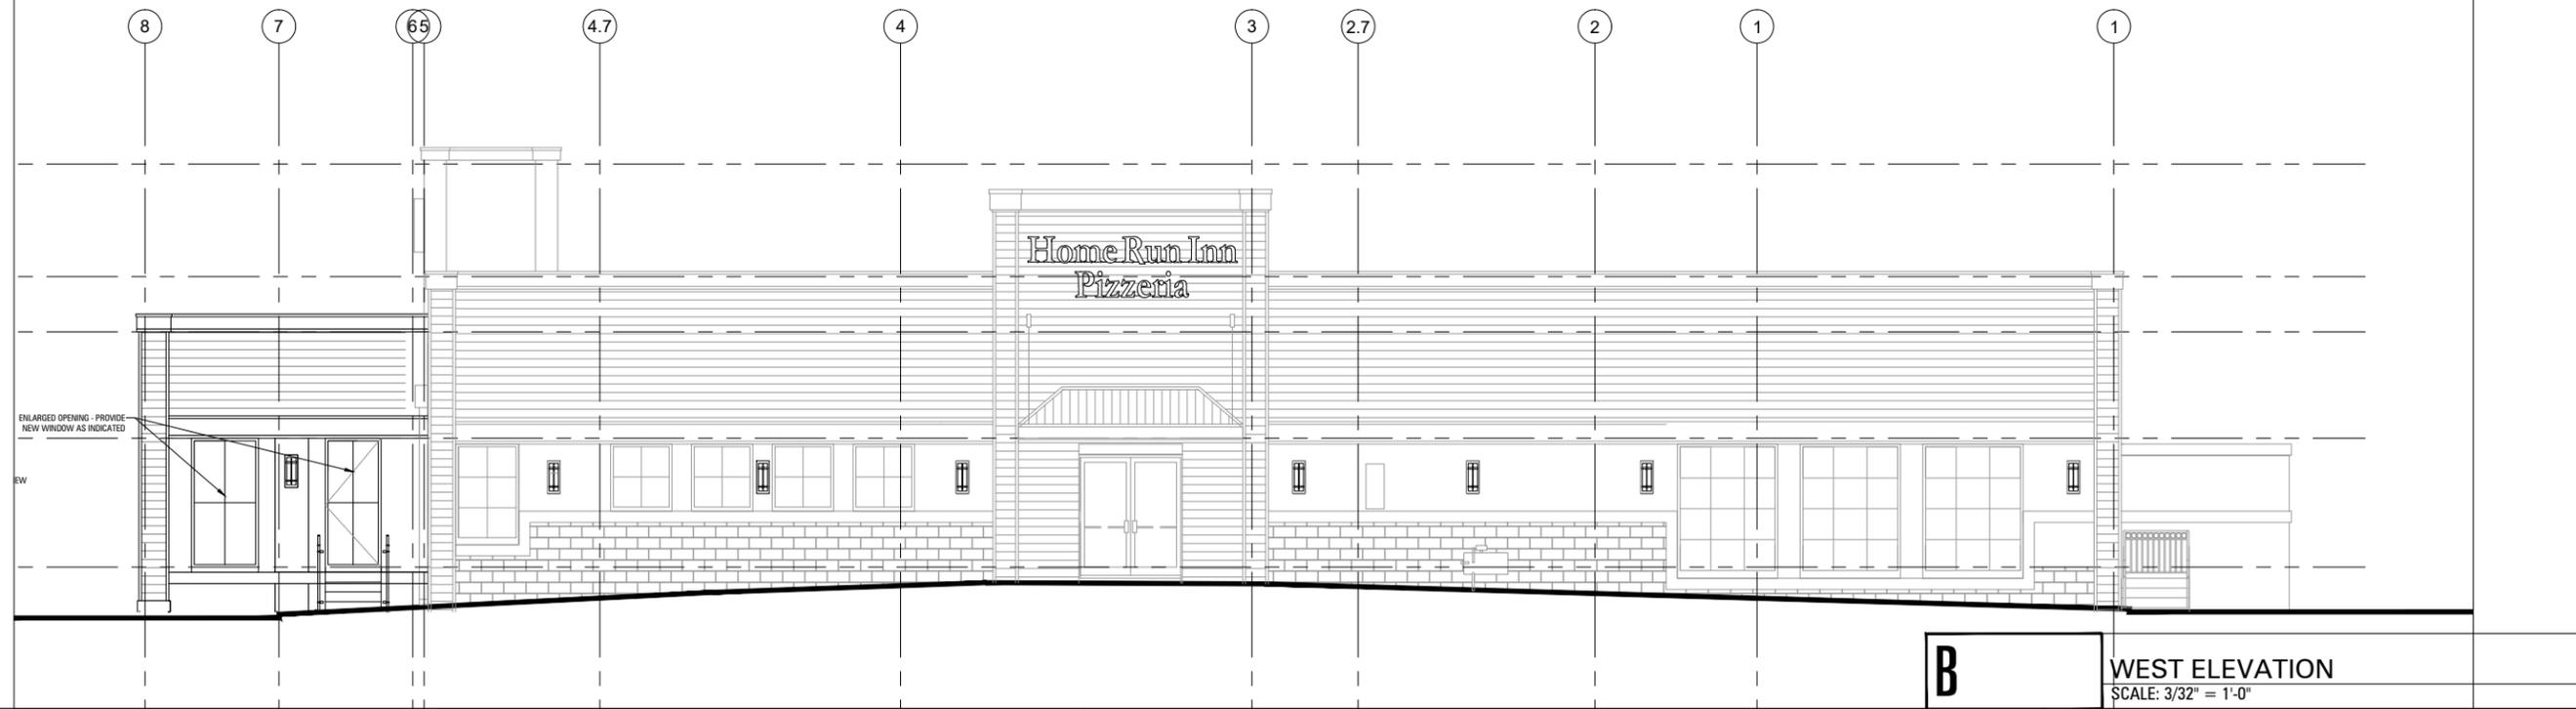 8 7 6 5 4.7 4 3 2.7 2 1 1
Home Run Inn
Pizzeria
ENLARGED OPENING - PROVIDE
NEW WINDOW AS INDICATED
EW
B
WEST ELEVATION
SCALE: 3/32" = 1'-0"